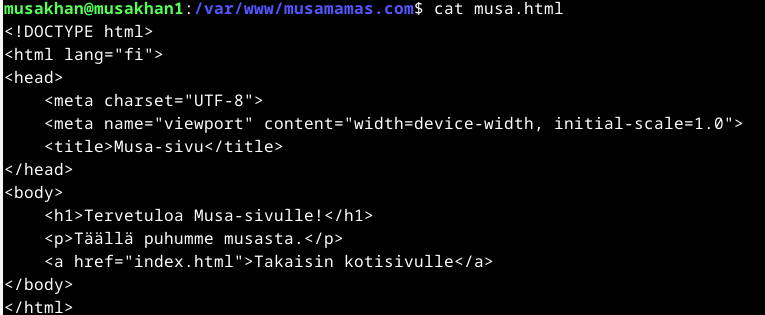 musakhan@musakhan1:/var/www/musamamas.com$ cat musa.html
<!DOCTYPE html>
<html lang="fi">
<head>
    <meta charset="UTF-8">
    <meta name="viewport" content="width=device-width, initial-scale=1.0">
    <title>Musa-sivu</title>
</head>
<body>
    <h1>Tervetuloa Musa-sivulle!</h1>
    <p>Täällä puhumme musasta.</p>
    <a href="index.html">Takaisin kotisivulle</a>
</body>
</html>